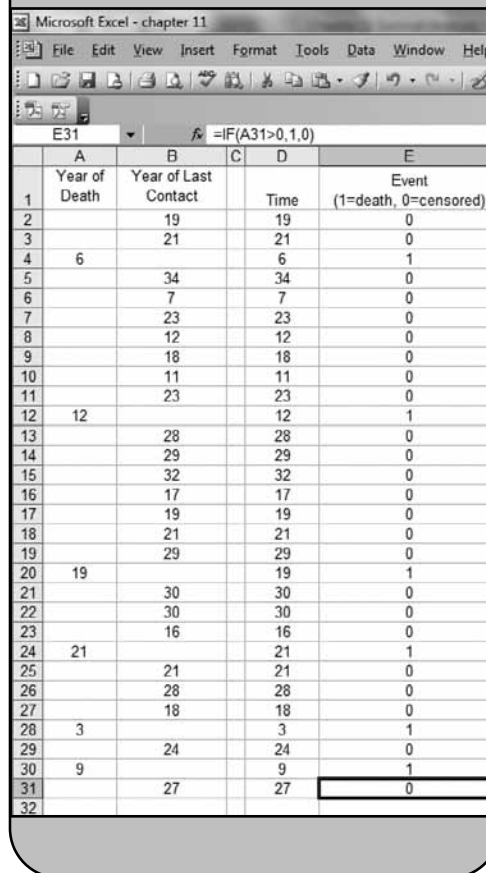 Microsoft Excel - chapter 11
File Edit View Insert Format Tools Data Window Help
E31 fx =IF(A31>0,1,0)
A B C D E
1 Year of Death Year of Last Contact Time Event (1=death, 0=censored)
2 19 19 0
3 21 21 0
4 6 6 1
5 34 34 0
6 7 7 0
7 23 23 0
8 12 12 0
9 18 18 0
10 11 11 0
11 23 23 0
12 12 12 1
13 28 28 0
14 29 29 0
15 32 32 0
16 17 17 0
17 19 19 0
18 21 21 0
19 29 29 0
20 19 19 1
21 30 30 0
22 30 30 0
23 16 16 0
24 21 21 1
25 21 21 0
26 28 28 0
27 18 18 0
28 3 3 1
29 24 24 0
30 9 9 1
31 27 27 0
32